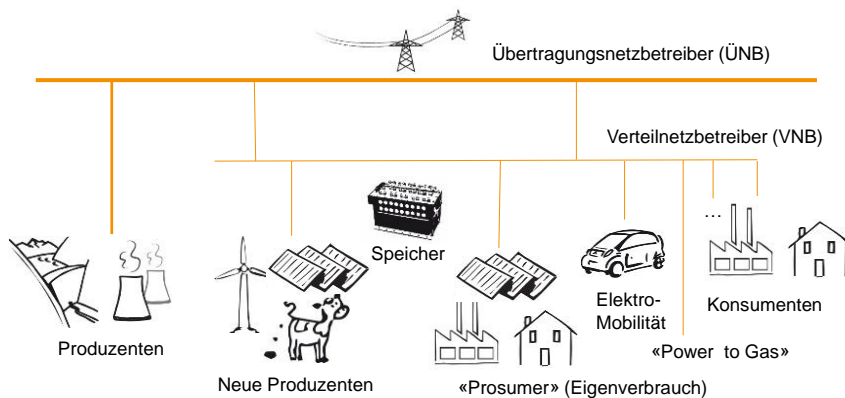 Übertragungsnetzbetreiber (ÜNB)
Verteilnetzbetreiber (VNB)
...
Speicher
Elektro-
Mobilität
Konsumenten
Produzenten
«Power to Gas»
Neue Produzenten
«Prosumer» (Eigenverbrauch)